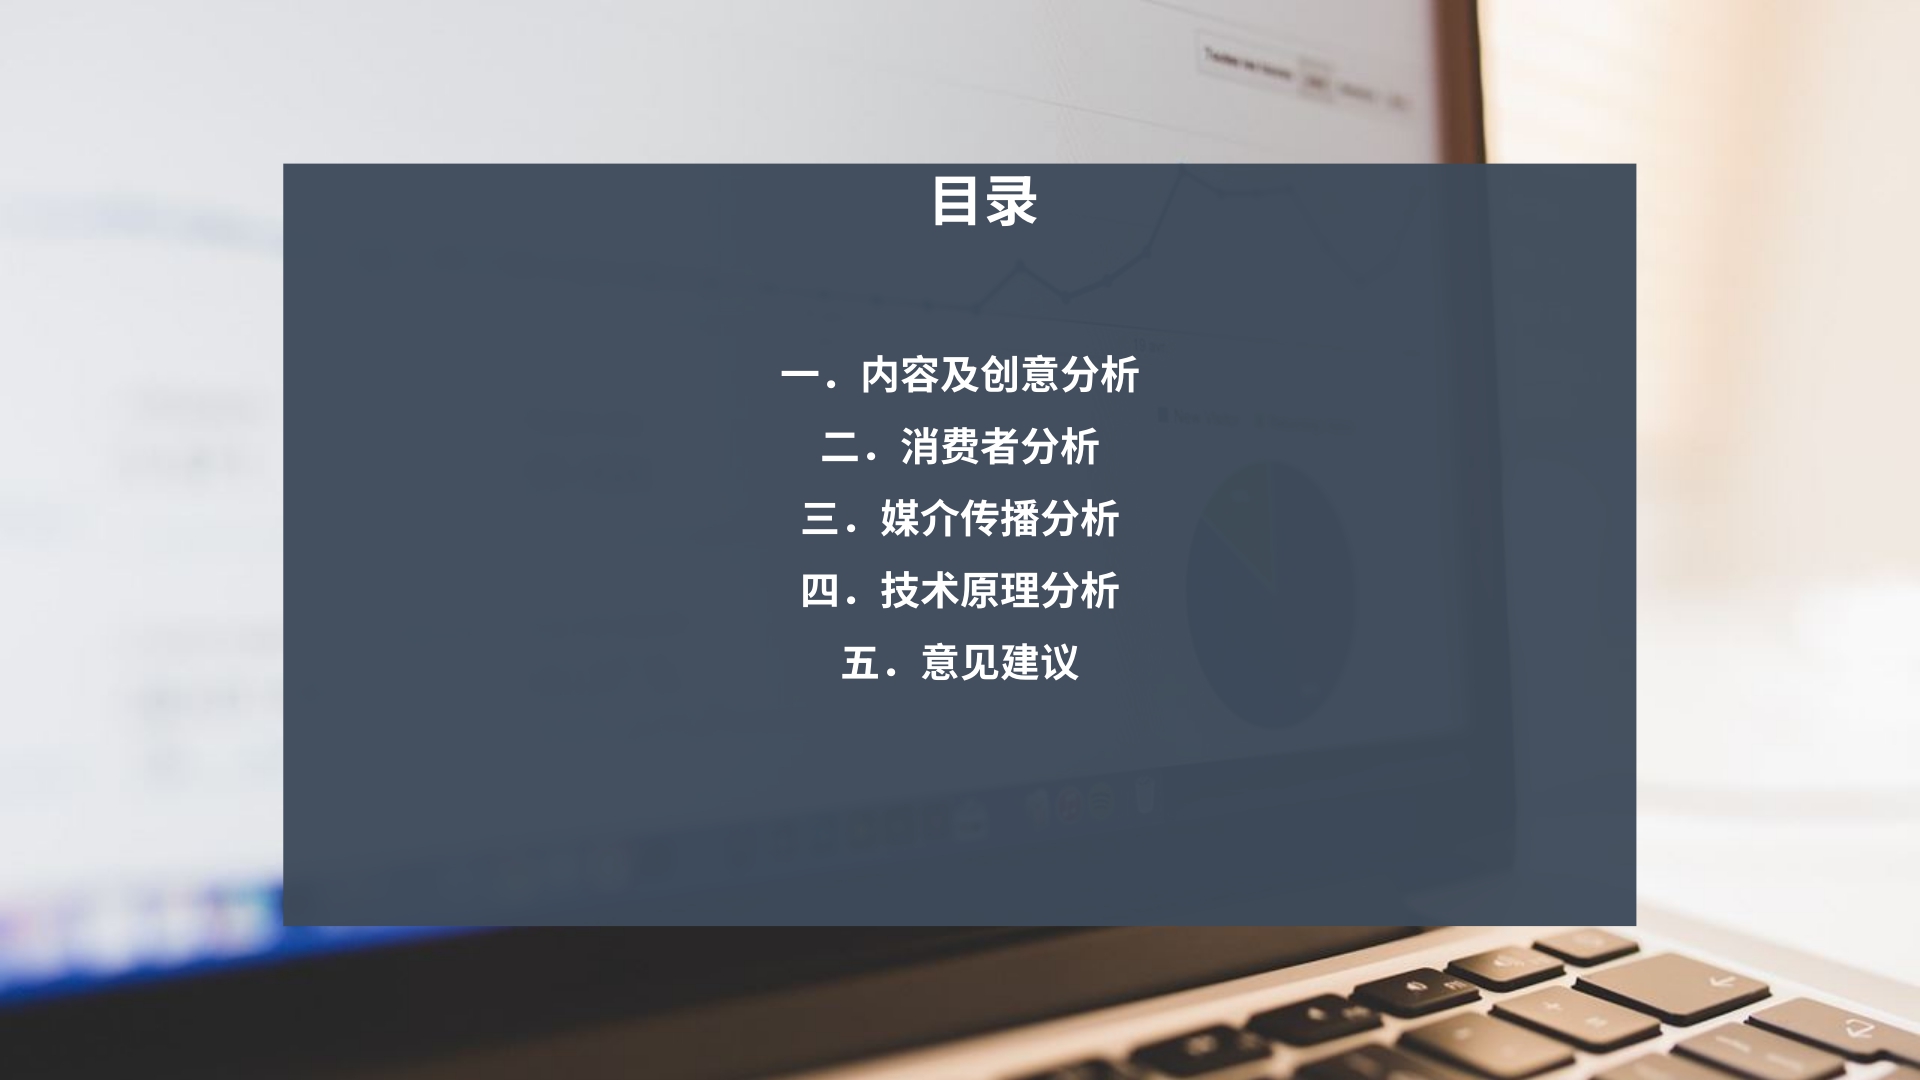 目录
一．内容及创意分析
二．消费者分析
三．媒介传播分析
四．技术原理分析
五．意见建议